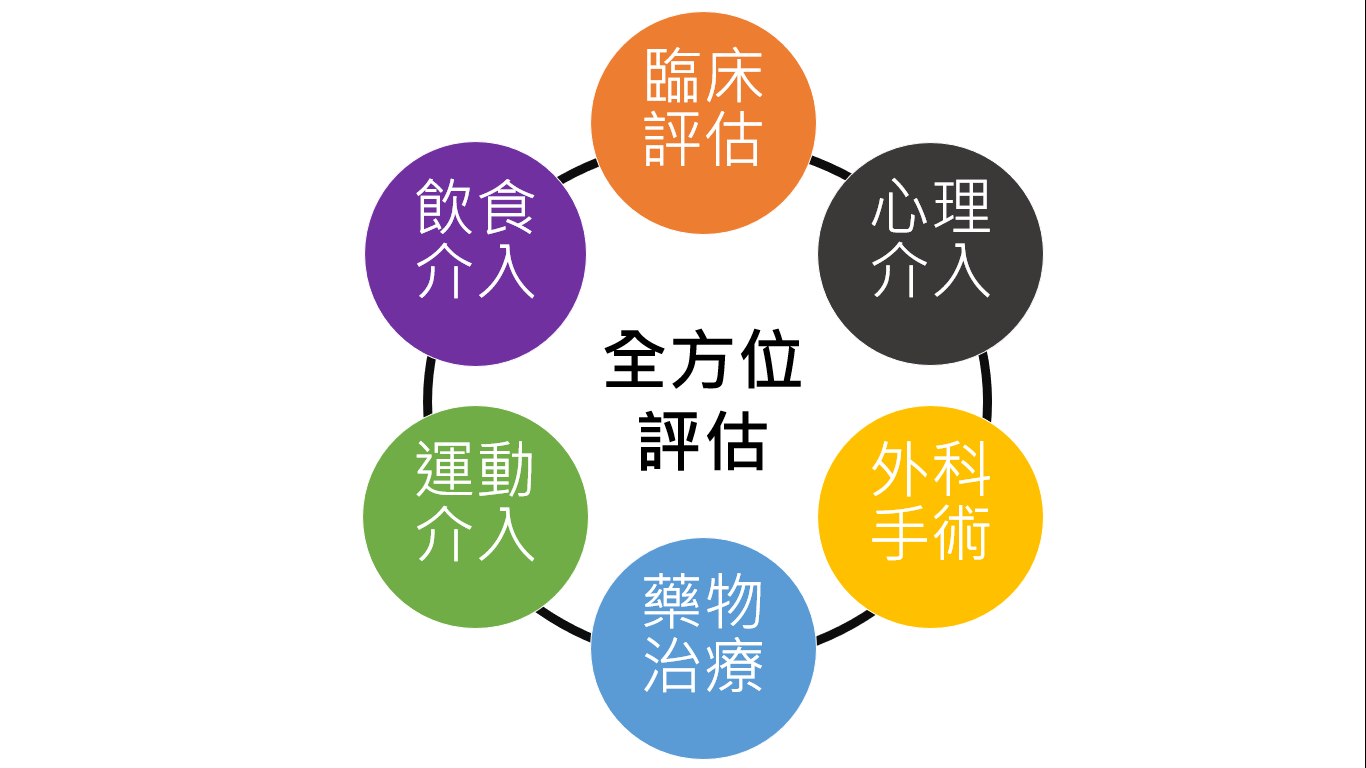 臨床
評估
心理
介入
外科
手術
藥物
治療
運動
介入
飲食
介入
全方位
評估